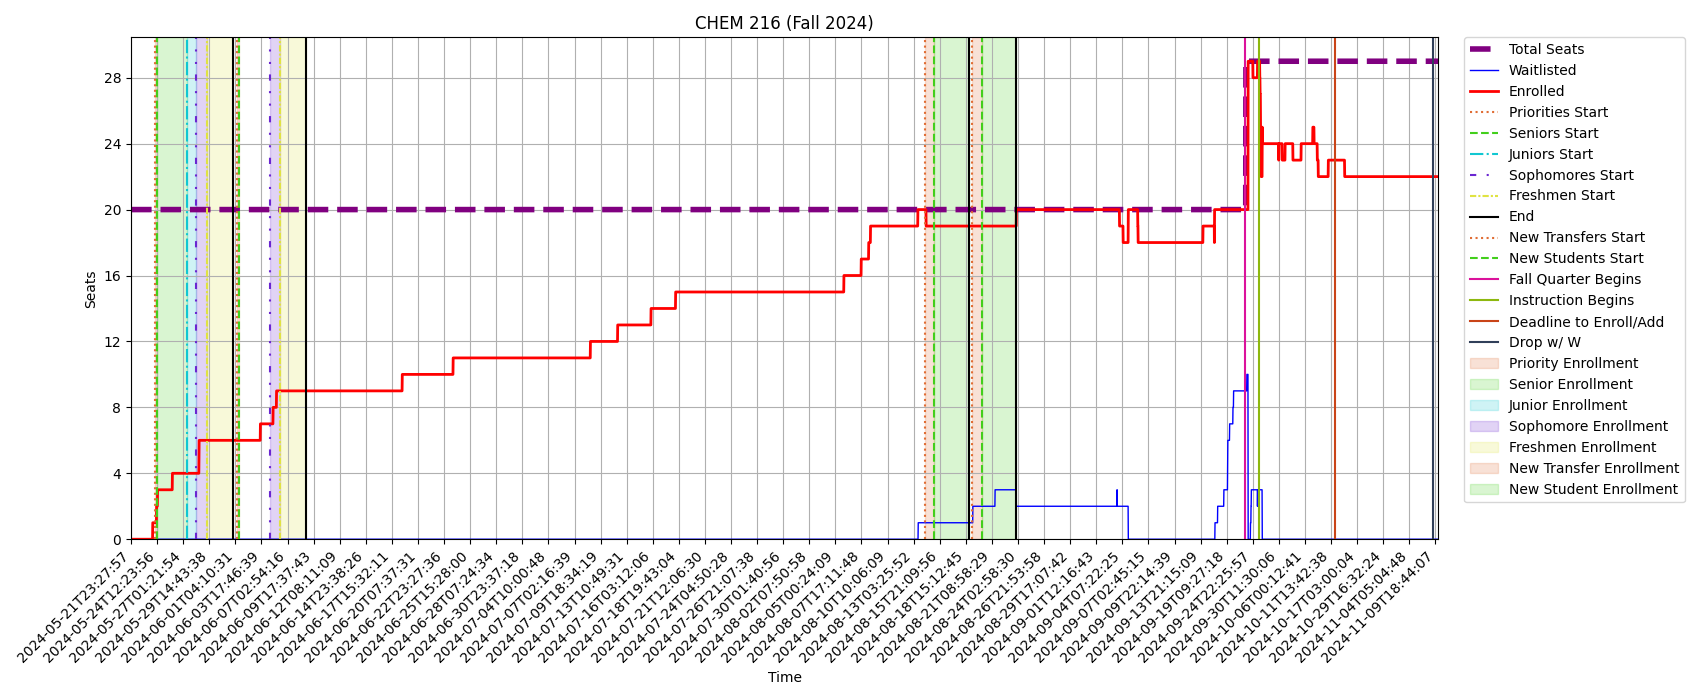 CHEM 216 (Fall 2024)
Seats
28
24
20
16
12
8
4
0
2024-05-21T23:27:57
2024-05-24T12:23:56
2024-05-27T01:21:54
2024-05-29T14:43:38
2024-06-01T04:10:31
2024-06-03T17:46:39
2024-06-07T02:54:16
2024-06-09T17:37:43
2024-06-12T08:11:09
2024-06-14T23:38:26
2024-06-17T15:32:11
2024-06-20T07:37:31
2024-06-22T23:27:36
2024-06-25T15:28:00
2024-06-28T07:24:34
2024-06-30T23:37:18
2024-07-04T10:00:48
2024-07-07T02:16:39
2024-07-09T18:34:19
2024-07-13T10:49:31
2024-07-16T03:12:06
2024-07-18T19:43:04
2024-07-21T12:06:30
2024-07-24T04:50:28
2024-07-26T21:07:38
2024-07-30T01:40:56
2024-08-02T07:50:58
2024-08-05T00:24:09
2024-08-07T17:11:48
2024-08-10T10:06:09
2024-08-13T03:25:52
2024-08-15T21:09:56
2024-08-18T15:12:45
2024-08-21T08:58:29
2024-08-24T02:58:30
2024-08-26T21:53:58
2024-08-29T17:07:42
2024-09-01T12:16:43
2024-09-04T07:22:25
2024-09-07T02:45:15
2024-09-09T22:14:39
2024-09-13T21:15:09
2024-09-19T09:27:18
2024-09-24T22:25:57
2024-09-30T11:30:06
2024-10-06T00:12:41
2024-10-11T13:42:38
2024-10-17T03:00:04
2024-10-29T16:32:24
2024-11-04T05:04:48
2024-11-09T18:44:07
Time
Total Seats
Waitlisted
Enrolled
Priorities Start
Seniors Start
Juniors Start
Sophomores Start
Freshmen Start
End
New Transfers Start
New Students Start
Fall Quarter Begins
Instruction Begins
Deadline to Enroll/Add
Drop w/ W
Priority Enrollment
Senior Enrollment
Junior Enrollment
Sophomore Enrollment
Freshmen Enrollment
New Transfer Enrollment
New Student Enrollment